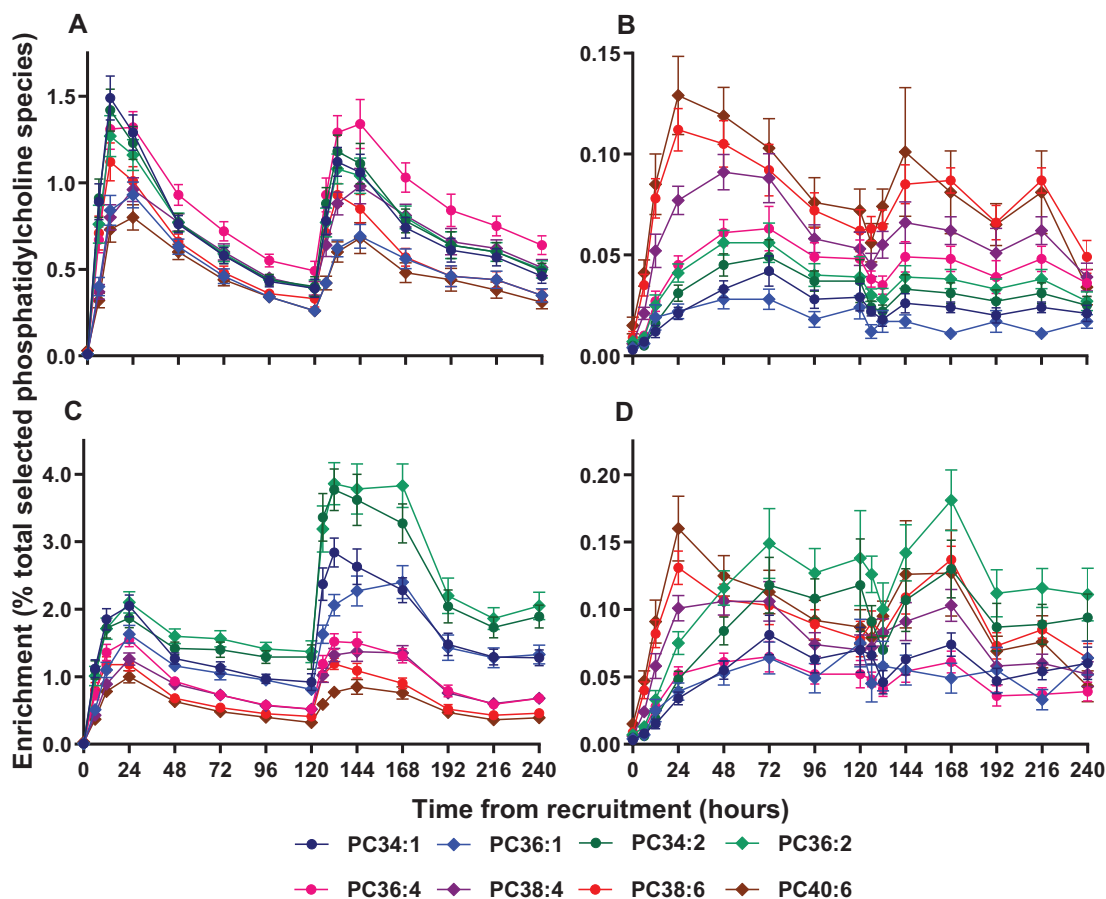 Enrichment (% total selected phosphatidylcholine species)
A
1.5
1.0
0.5
0.0
B
0.15
0.10
0.05
0.00
C
4.0
3.0
2.0
1.0
0.0
0 24 48 72 96 120 144 168 192 216 240
D
0.20
0.15
0.10
0.05
0.00
0 24 48 72 96 120 144 168 192 216 240
Time from recruitment (hours)
PC34:1 PC36:1 PC34:2 PC36:2
PC36:4 PC38:4 PC38:6 PC40:6